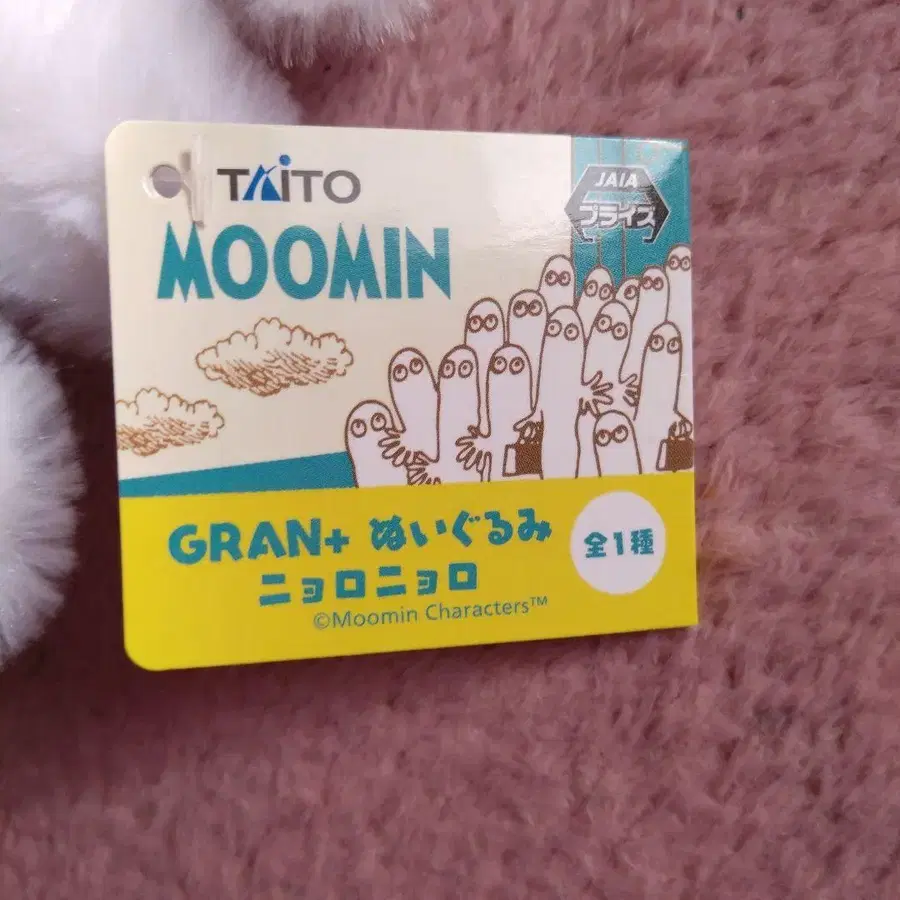 TAITO
JAIA
プライズ
MOOMIN
GRAN+ ぬいぐるみ
ニョロニョロ
全1種
©Moomin Characters™